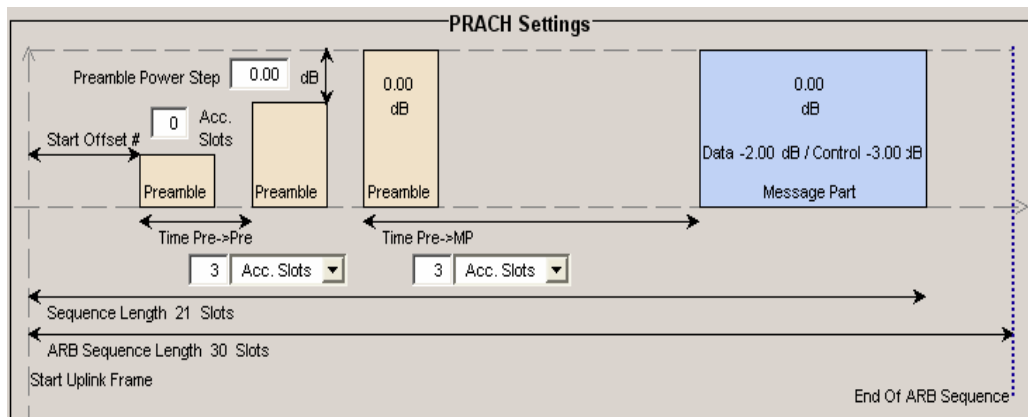 PRACH Settings
Preamble Power Step 0.00 dB
0.00
dB
0.00
dB
0 Acc.
Slots
Start Offset #
Data -2.00 dB / Control -3.00 dB
Preamble Preamble Preamble Message Part
Time Pre->Pre Time Pre->MP
3 Acc. Slots 3 Acc. Slots
Sequence Length 21 Slots
ARB Sequence Length 30 Slots
Start Uplink Frame
End Of ARB Sequence